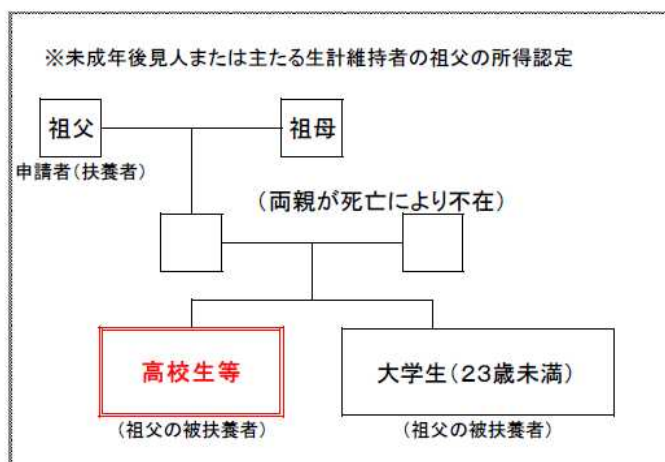 ※未成年後見人または主たる生計維持者の祖父の所得認定
祖父
祖母
申請者(扶養者)
(両親が死亡により不在)
高校生等
大学生(23歳未満)
(祖父の被扶養者)
(祖父の被扶養者)